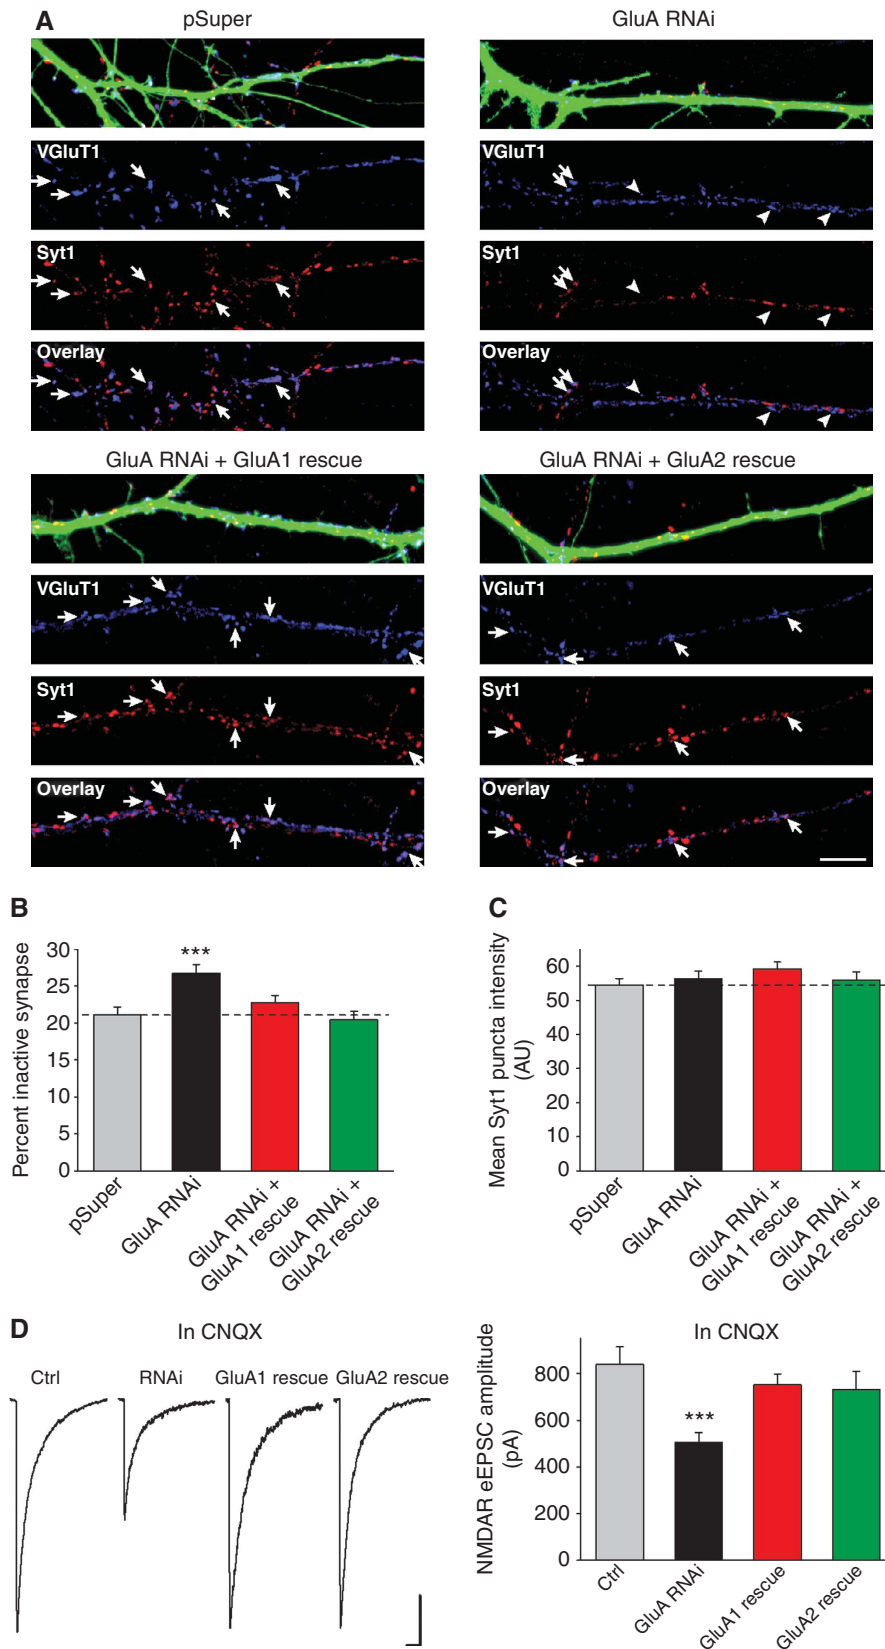 A
pSuper
GluA RNAi
VGluT1
VGluT1
Syt1
Syt1
Overlay
Overlay
GluA RNAi + GluA1 rescue
GluA RNAi + GluA2 rescue
VGluT1
VGluT1
Syt1
Syt1
Overlay
Overlay
B
Percent inactive synapse
30
25
20
15
10
5
0
***
pSuper
GluA RNAi
GluA RNAi +
GluA1 rescue
GluA RNAi +
GluA2 rescue
C
Mean Syt1 puncta intensity
(AU)
60
50
40
30
20
10
0
pSuper
GluA RNAi
GluA RNAi +
GluA1 rescue
GluA RNAi +
GluA2 rescue
D
In CNQX
Ctrl
RNAi
GluA1 rescue
GluA2 rescue
In CNQX
NMDAR eEPSC amplitude
(pA)
800
600
400
200
0
***
Ctrl
GluA RNAi
GluA1 rescue
GluA2 rescue